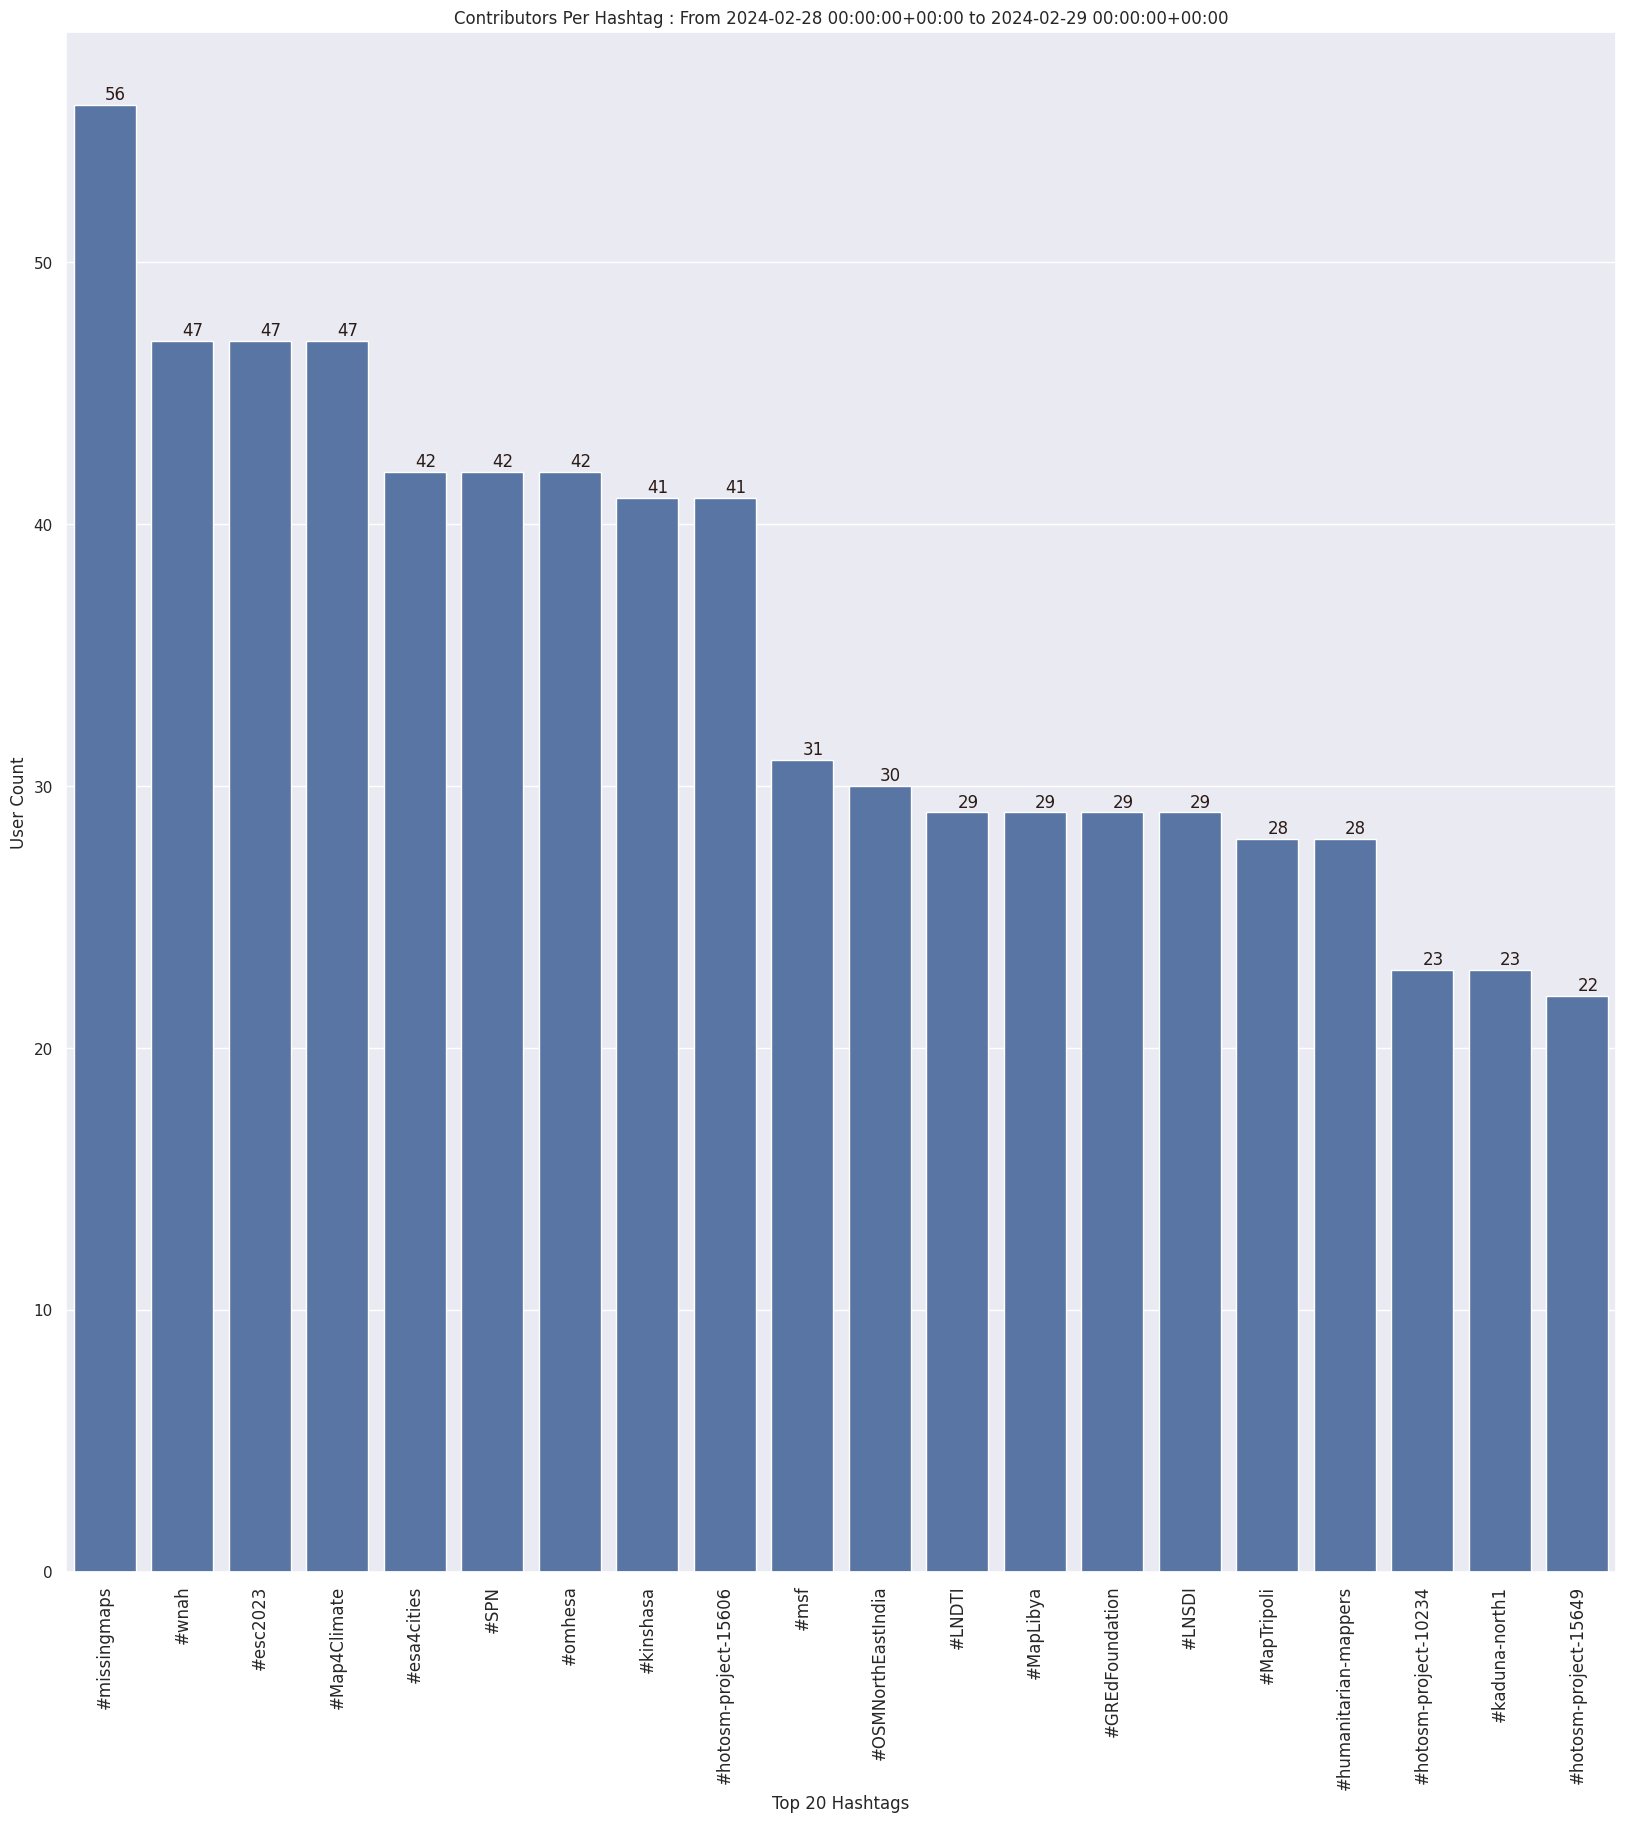 Contributors Per Hashtag : From 2024-02-28 00:00:00+00:00 to 2024-02-29 00:00:00+00:00
User Count
50
40
30
20
10
0
56
47
47
47
42
42
42
41
41
31
30
29
29
29
29
28
28
23
23
22
#missingmaps
#wnah
#esc2023
#Map4Climate
#esa4cities
#SPN
#omhesa
#kinshasa
#hotosm-project-15606
#msf
#OSMNorthEastIndia
#LNDTI
#MapLibya
#GREdFoundation
#LNSDI
#MapTripoli
#humanitarian-mappers
#hotosm-project-10234
#kaduna-north1
#hotosm-project-15649
Top 20 Hashtags